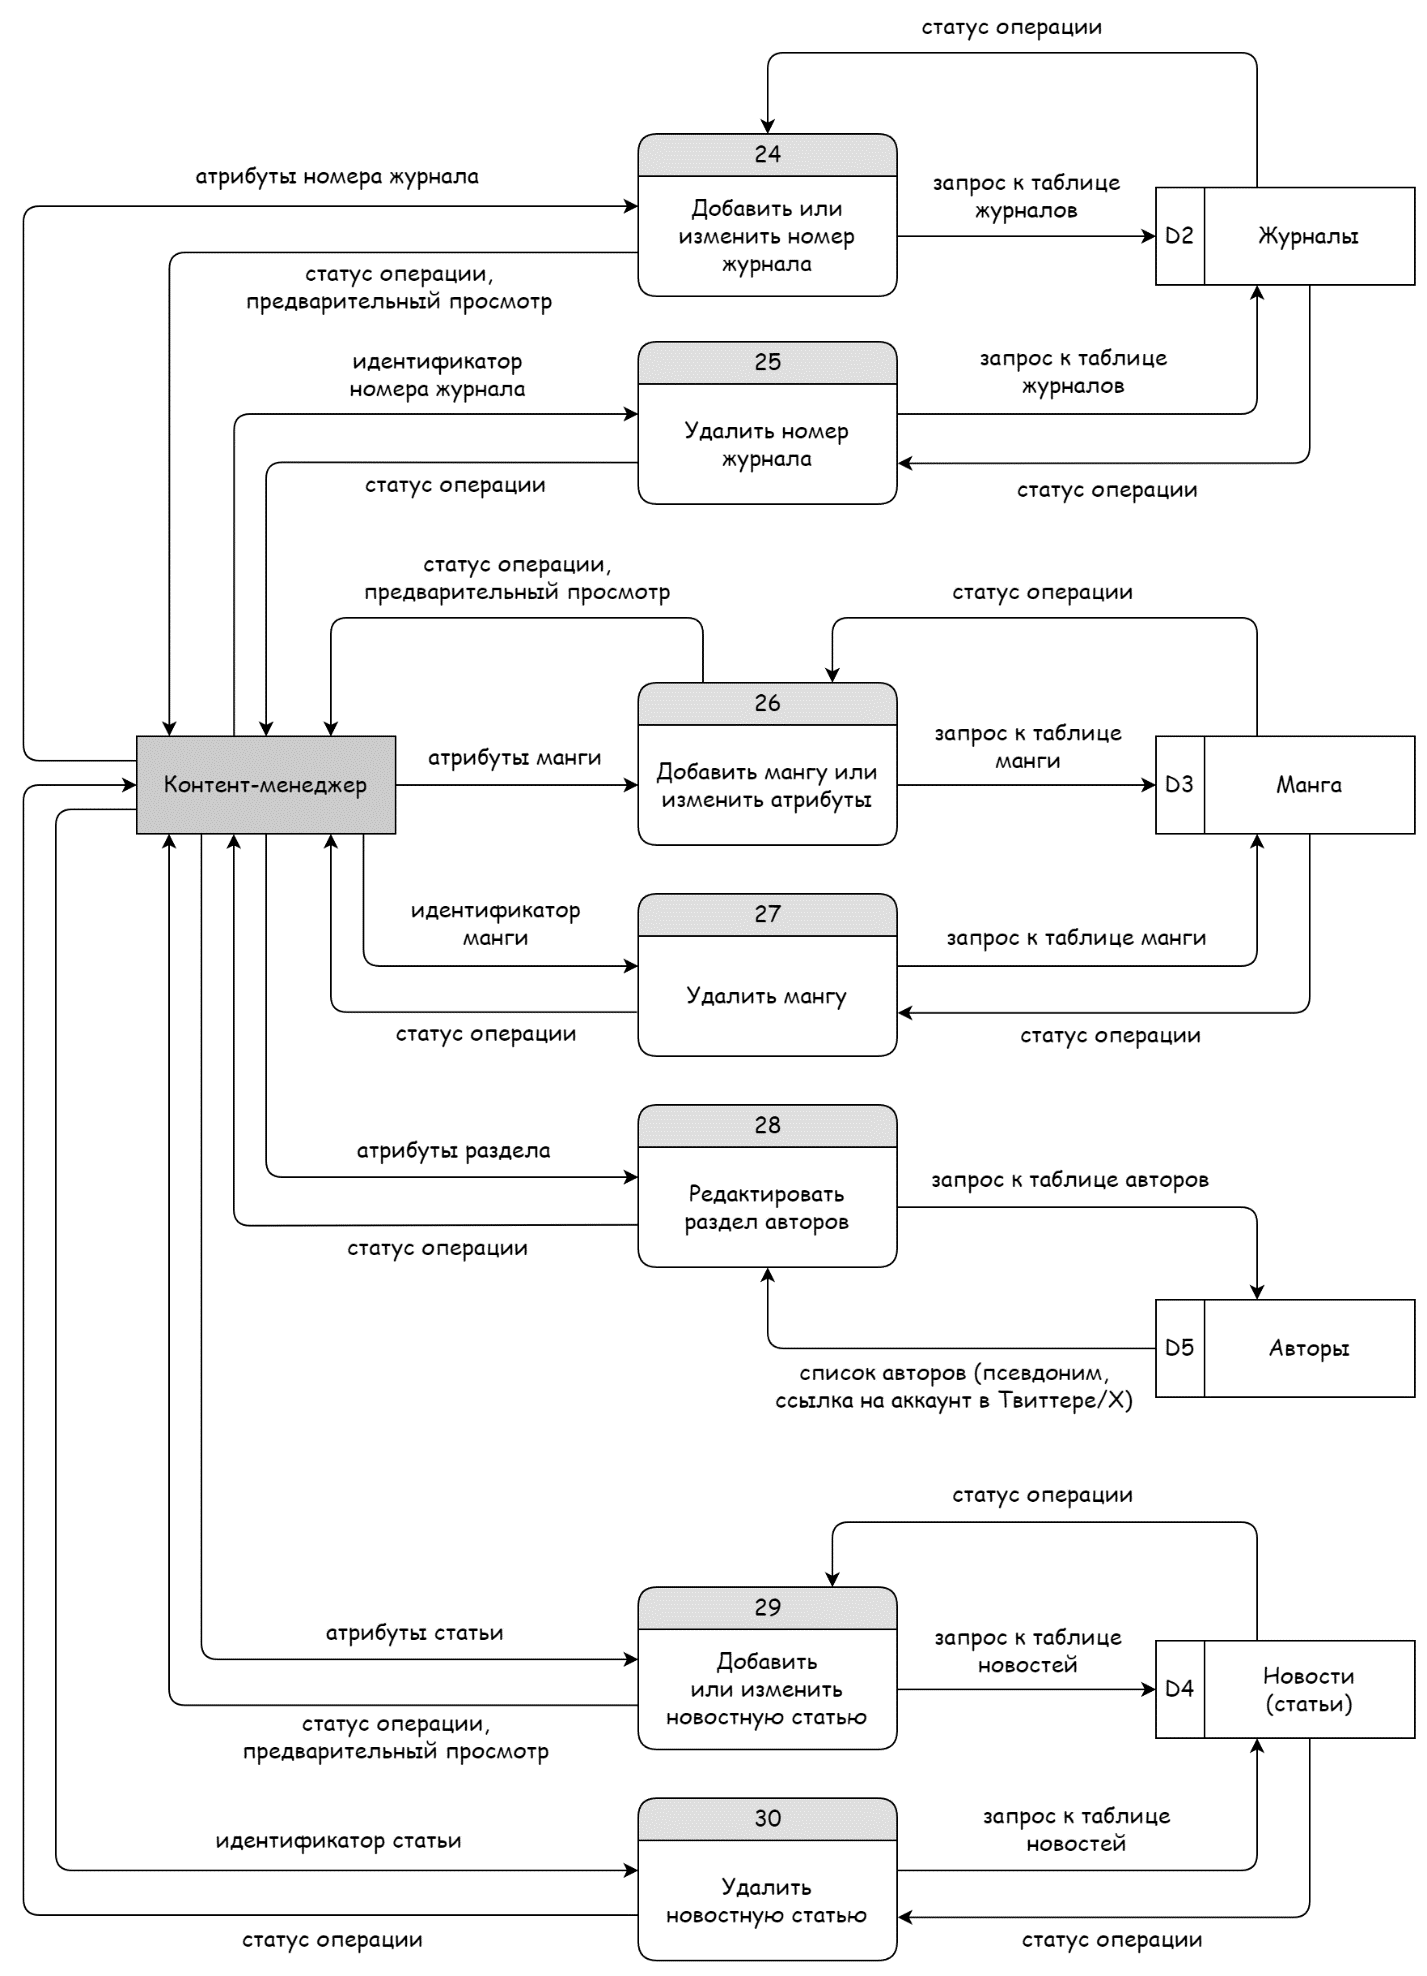 статус операции
24
Добавить или
изменить номер
журнала
атрибуты номера журнала
запрос к таблице
журналов
D2
Журналы
статус операции,
предварительный просмотр
идентификатор
номера журнала
25
Удалить номер
журнала
запрос к таблице
журналов
статус операции
статус операции
статус операции,
предварительный просмотр
статус операции
26
Добавить мангу или
изменить атрибуты
Контент-менеджер
атрибуты манги
запрос к таблице
манги
D3
Манга
идентификатор
манги
27
Удалить мангу
запрос к таблице манги
статус операции
статус операции
28
Редактировать
раздел авторов
атрибуты раздела
запрос к таблице авторов
статус операции
D5
Авторы
список авторов (псевдоним,
ссылка на аккаунт в Твиттере/X)
статус операции
29
Добавить
или изменить
новостную статью
атрибуты статьи
запрос к таблице
новостей
D4
Новости
(статьи)
статус операции,
предварительный просмотр
30
Удалить
новостную статью
идентификатор статьи
запрос к таблице
новостей
статус операции
статус операции